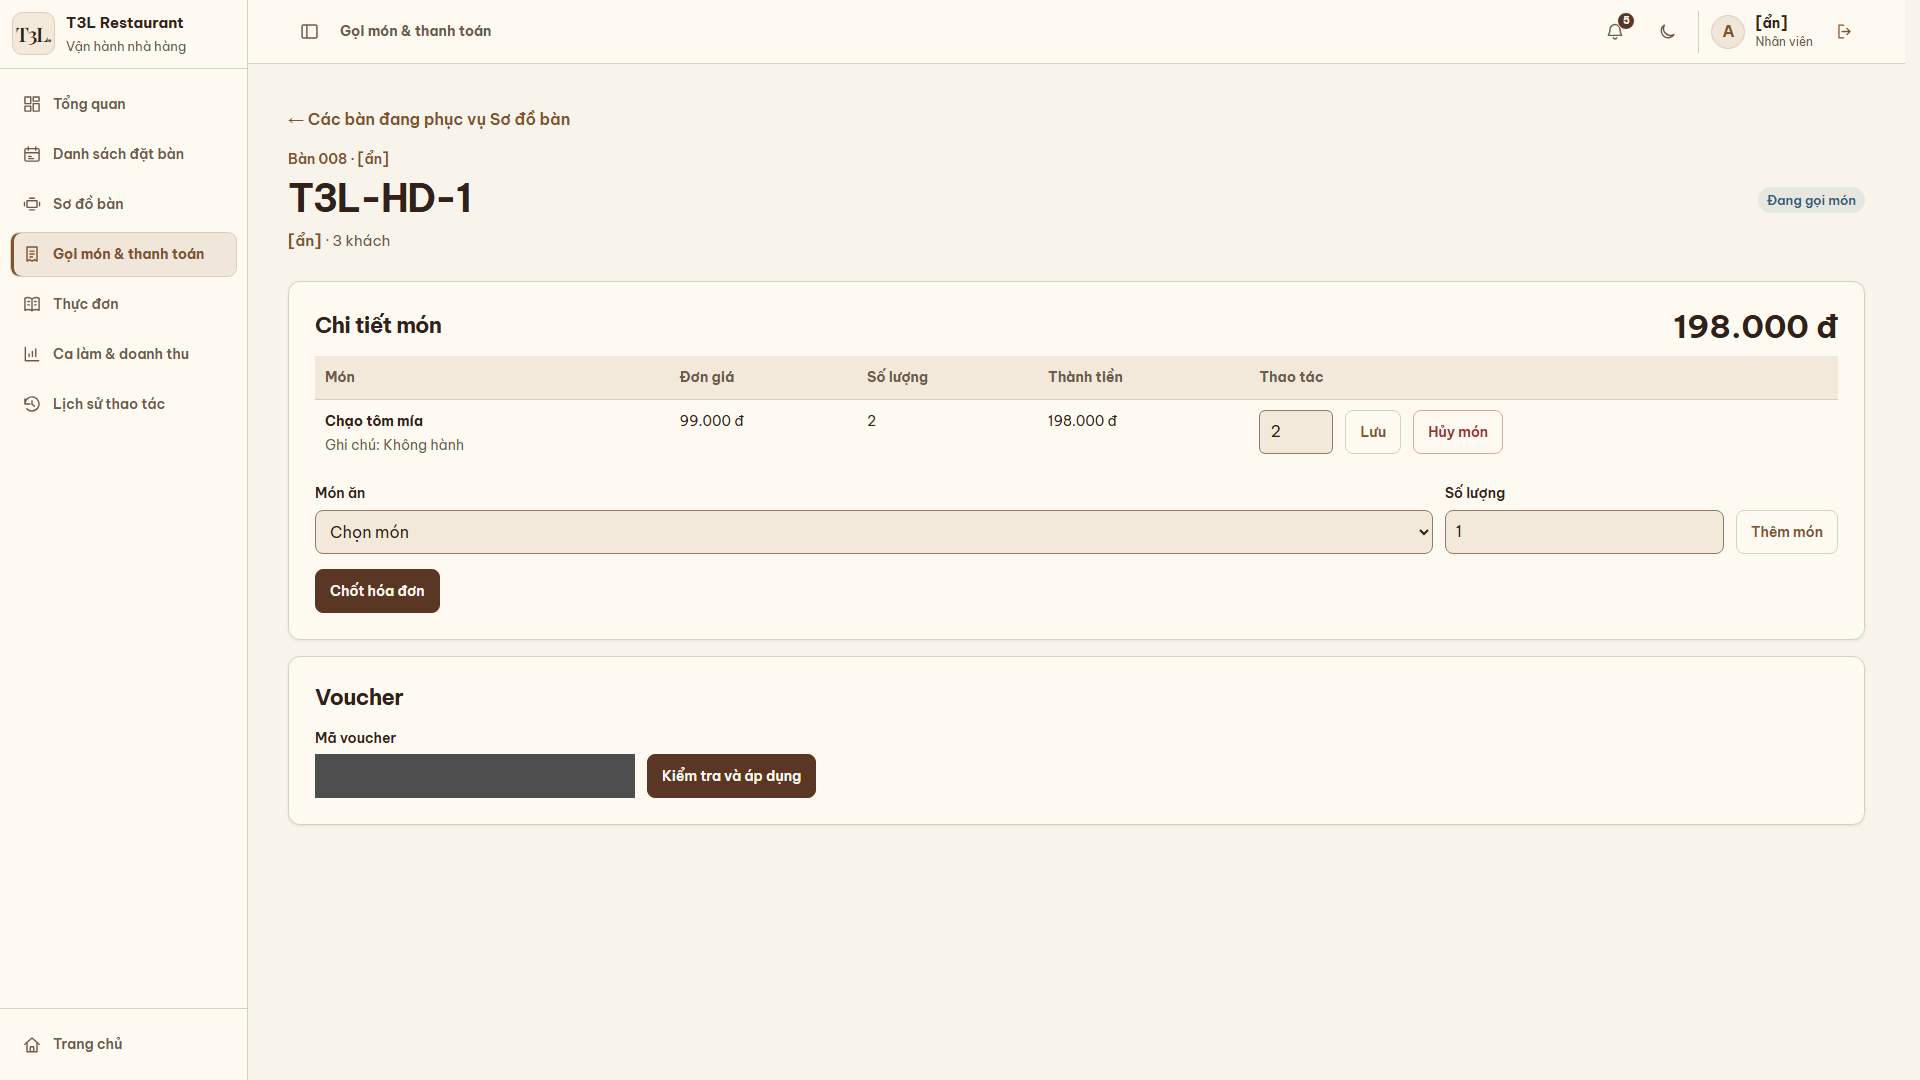 T3L
T3L Restaurant
Vận hành nhà hàng
Tổng quan
Danh sách đặt bàn
Sơ đồ bàn
Gọi món & thanh toán
Thực đơn
Ca làm & doanh thu
Lịch sử thao tác
Trang chủ
Gọi món & thanh toán
5
A
[ẩn]
Nhân viên
← Các bàn đang phục vụ Sơ đồ bàn
Bàn 008 · [ẩn]
T3L-HD-1
Đang gọi món
[ẩn] · 3 khách
Chi tiết món
198.000 đ
Món Đơn giá Số lượng Thành tiền Thao tác
Chạo tôm mía 99.000 đ 2 198.000 đ 2 Lưu Hủy món
Ghi chú: Không hành
Món ăn Số lượng
Chọn món 1 Thêm món
Chốt hóa đơn
Voucher
Mã voucher
Kiểm tra và áp dụng